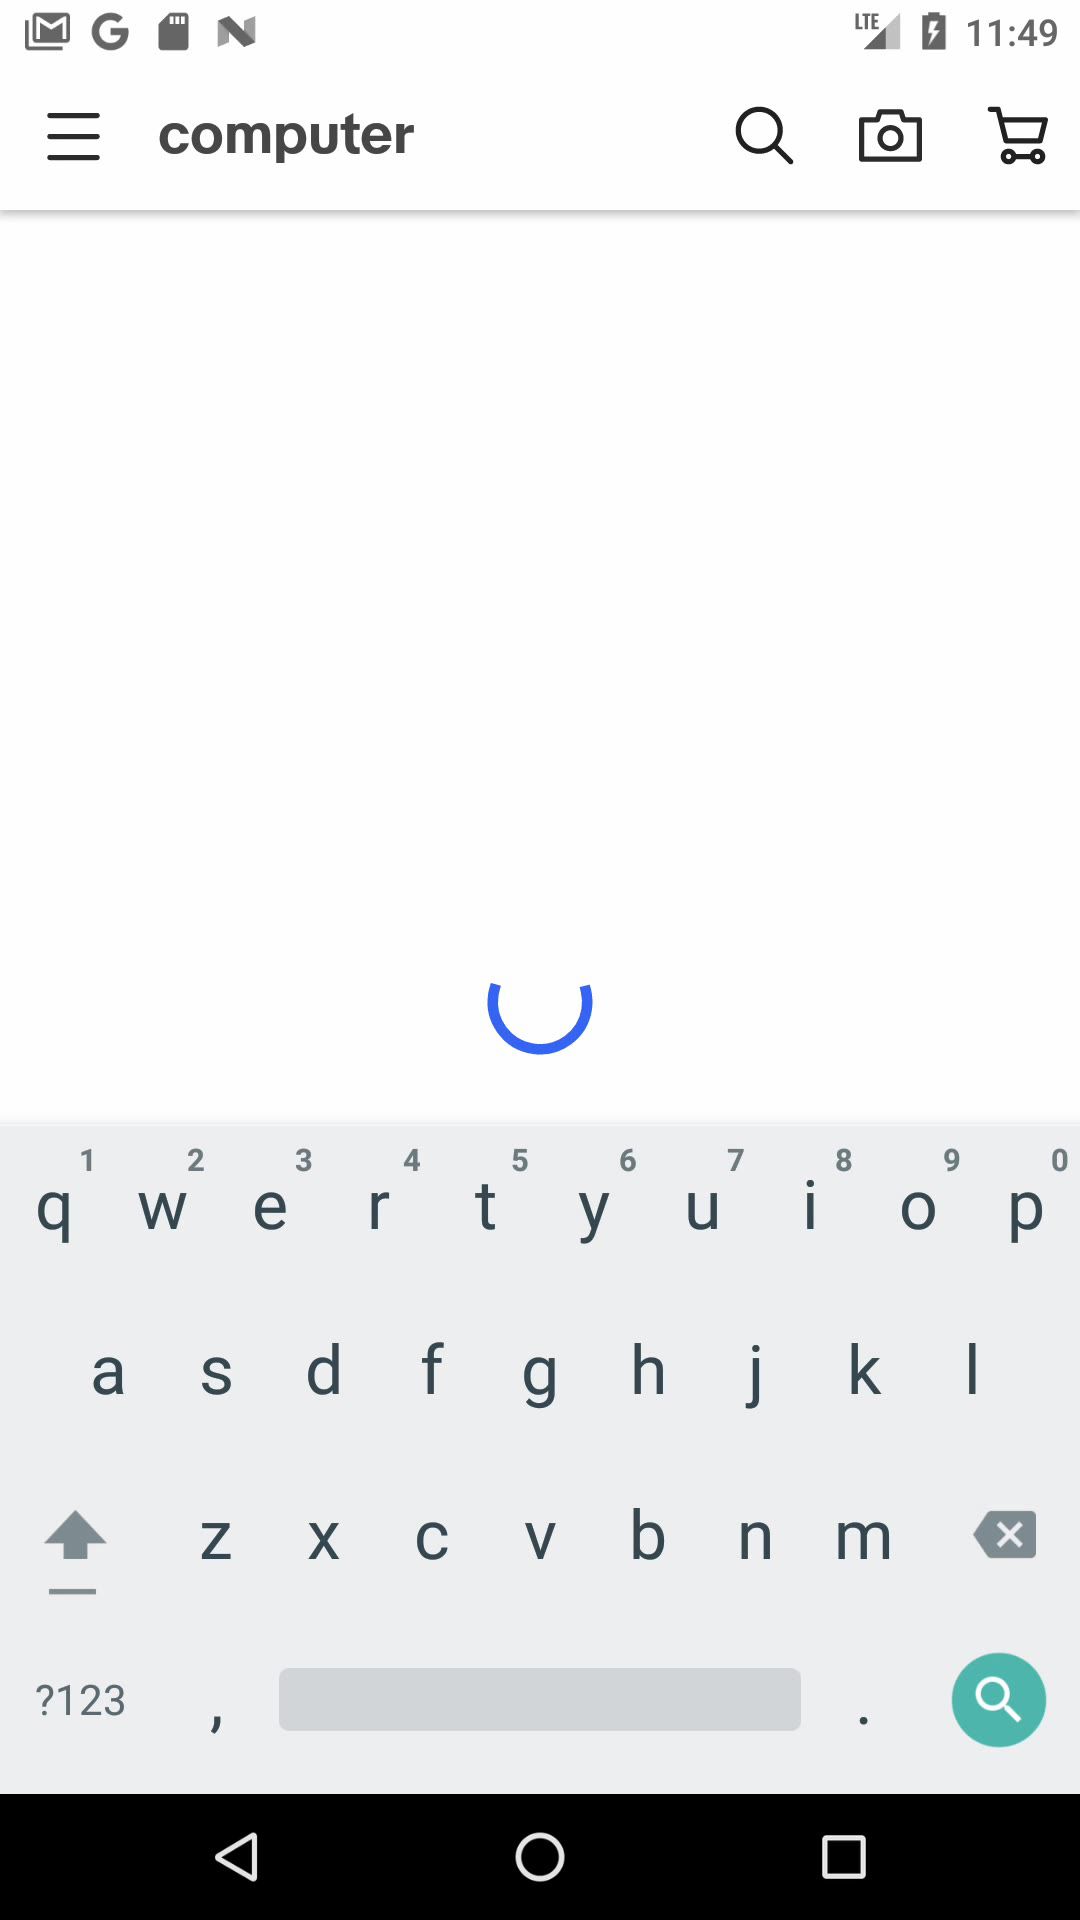 LTE 11:49
computer
1 2 3 4 5 6 7 8 9 0
q w e r t y u i o p
a s d f g h j k l
z x c v b n m
?123 , .